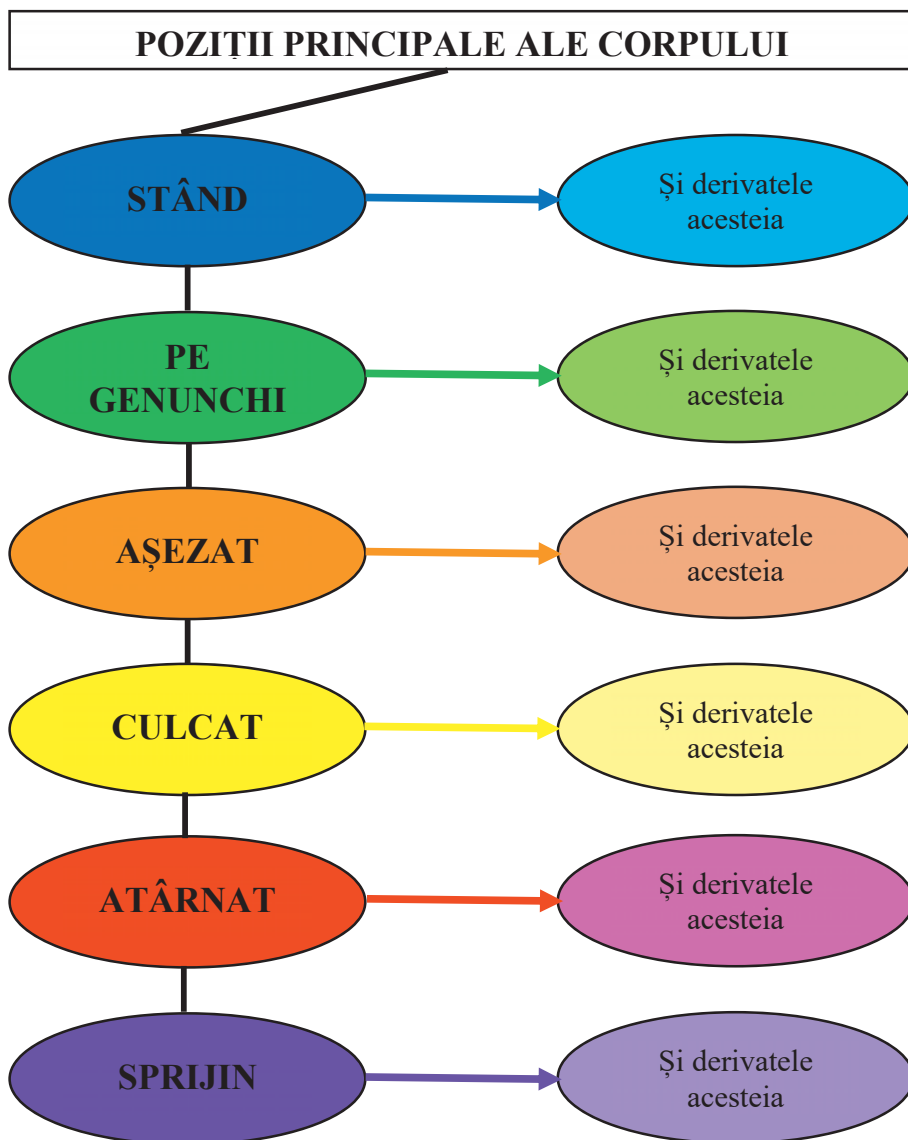 POZIȚII PRINCIPALE ALE CORPULUI
STÂND
Și derivatele
acesteia
PE
GENUNCHI
Și derivatele
acesteia
AȘEZAT
Și derivatele
acesteia
CULCAT
Și derivatele
acesteia
ATÂRNAT
Și derivatele
acesteia
SPRIJIN
Și derivatele
acesteia